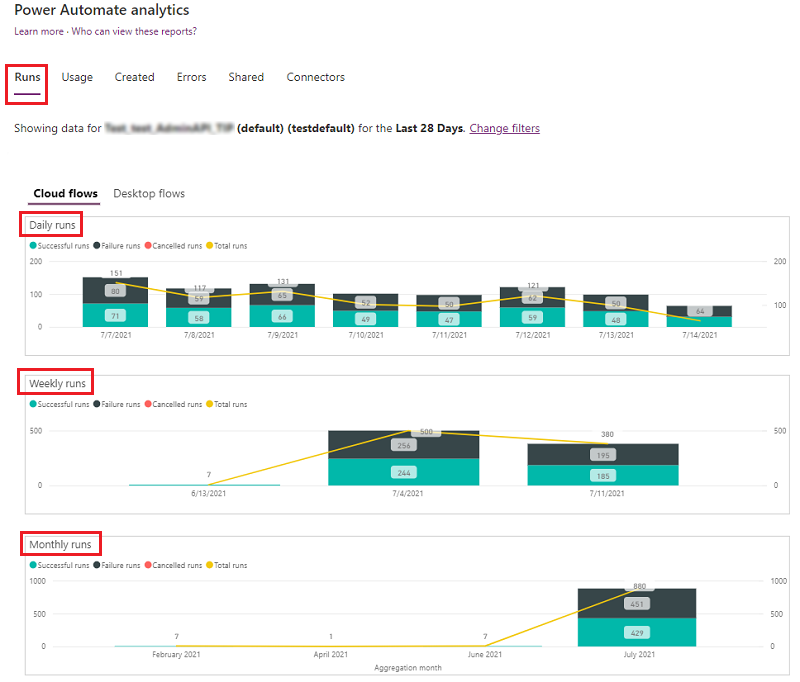 Power Automate analytics
Learn more · Who can view these reports?
Runs Usage Created Errors Shared Connectors
Showing data for (default) (testdefault) for the Last 28 Days. Change filters
Cloud flows Desktop flows
Daily runs
Successful runs Failure runs Cancelled runs Total runs
200 200
151 117 131 121
80 59 65 52 50 62 50 64
100 100
71 58 66 49 47 59 48
0
7/7/2021 7/8/2021 7/9/2021 7/10/2021 7/11/2021 7/12/2021 7/13/2021 7/14/2021
Weekly runs
Successful runs Failure runs Cancelled runs Total runs
500 500 380 500
256 195
7 244 185
0 0
6/13/2021 7/4/2021 7/11/2021
Monthly runs
Successful runs Failure runs Cancelled runs Total runs
1000 880 1000
451
500 500
7 1 7 429
0 0
February 2021 April 2021 June 2021 July 2021
Aggregation month